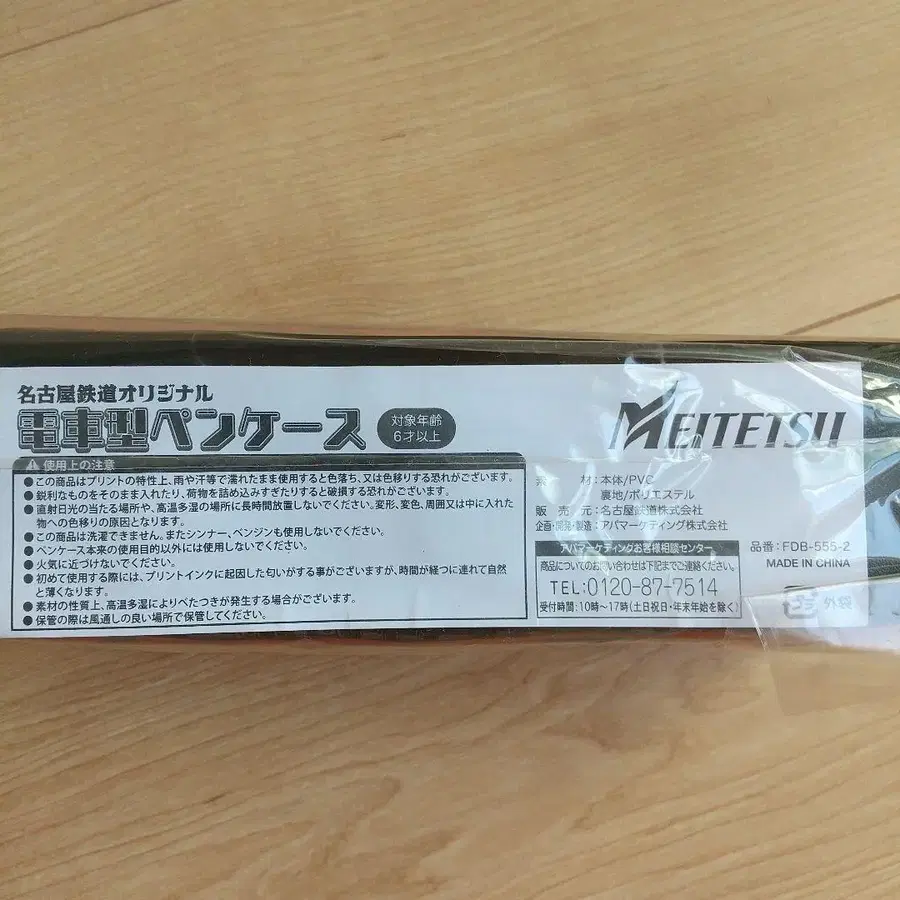 名古屋鉄道オリジナル
電車型ペンケース
対象年齢
6才以上
使用上の注意
●この商品はプリントの特性上、雨や汗等で濡れたまま使用すると色落ち、又は色移りする恐れがございます。
●鋭利なものをそのまま入れたり、荷物を詰め込みすぎたりすると破損する恐れがございます。
●直射日光の当たる場所や、高温多湿の場所に長時間放置しないでください。変形、変色、周囲又は中に入れた
物への色移りの原因となります。
●この商品は洗濯できません。またシンナー、ベンジンも使用しないでください。
●ペンケース本来の使用目的以外には使用しないでください。
●火気に近づけないでください。
●初めて使用する際には、プリントインクに起因した匂いがする事がございますが、時間が経つに連れて自然
と薄くなります。
●素材の性質上、高温多湿によりべたつきが発生する場合がございます。
●保管の際は風通しの良い場所で保管してください。
MEITETSU
素 材:本体/PVC
裏地/ポリエステル
販 売 元:名古屋鉄道株式会社
企画・開発・製造:アパマーケティング株式会社
アパマーケティングお客様相談センター
商品についてのお問い合わせは下記までご連絡ください。
TEL:0120-87-7514
受付時間:10時〜17時(土日祝日・年末年始を除く)
品番:FDB-555-2
MADE IN CHINA
プラ 外袋